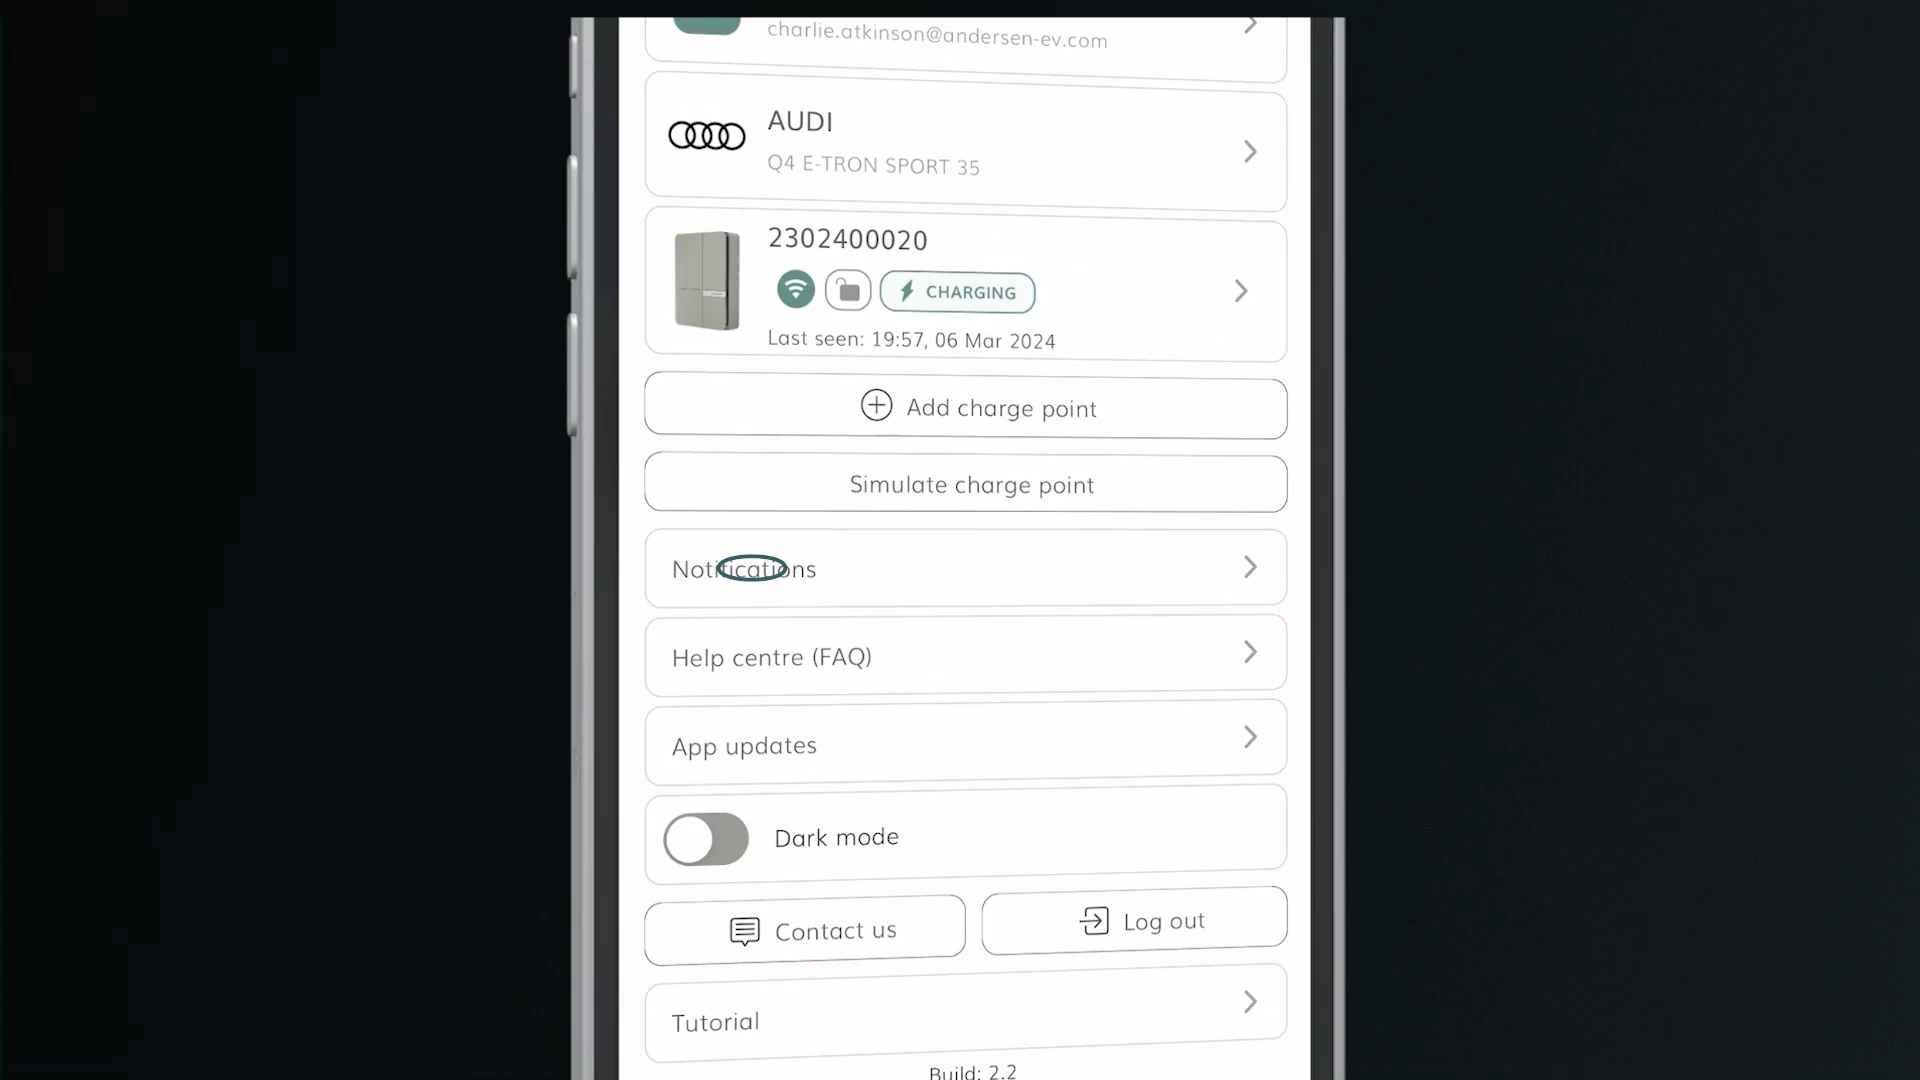 charlie.atkinson@andersen-ev.com
AUDI
Q4 E-TRON SPORT 35
2302400020
CHARGING
Last seen: 19:57, 06 Mar 2024
Add charge point
Simulate charge point
Notifications
Help centre (FAQ)
App updates
Dark mode
Contact us
Log out
Tutorial
Build: 2.2